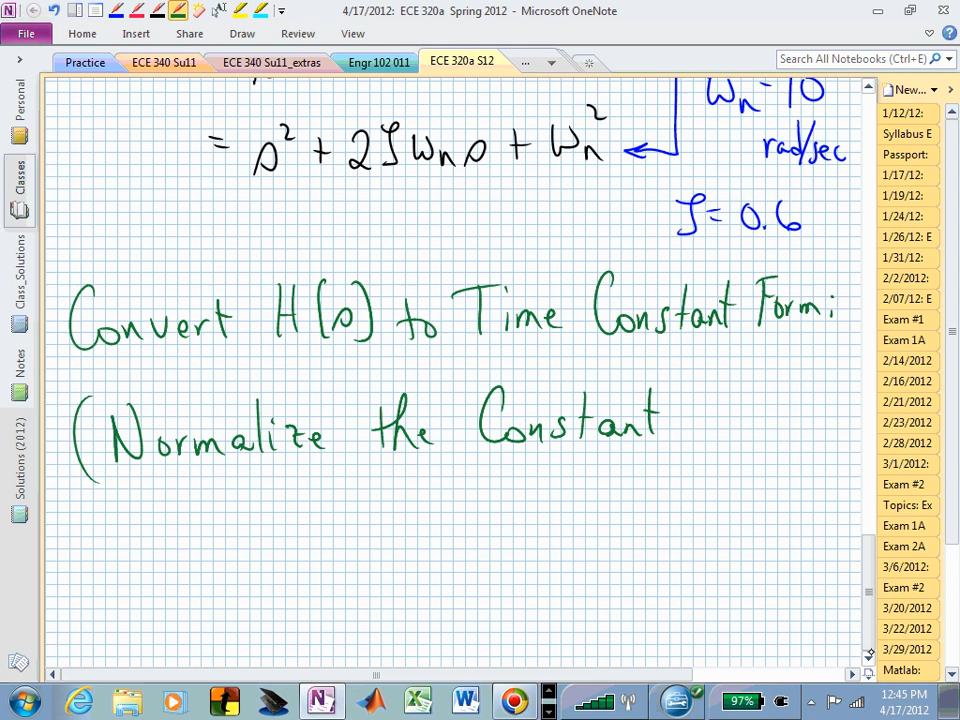 4/17/2012: ECE 320a Spring 2012 - Microsoft OneNote
File Home Insert Share Draw Review View
Practice ECE 340 Su11 ECE 340 Su11_extras Engr 102 011 ECE 320a S12 ...
Search All Notebooks (Ctrl+E)
Personal
Classes
Class_Solutions
Notes
Solutions (2012)
ωn = 10
= s² + 2ζωns + ωn²
rad/sec
ζ = 0.6
Convert H(s) to Time Constant Form:
(Normalize the Constant
New...
1/12/12:
Syllabus E
Passport:
1/17/12:
1/19/12:
1/24/12:
1/26/12: E
1/31/12:
2/2/2012:
2/07/12: E
Exam #1
Exam 1A
2/14/2012
2/16/2012
2/21/2012
2/23/2012
2/28/2012
3/1/2012:
Exam #2
Topics: Ex
Exam 1A
Exam 2A
3/6/2012:
Exam #2
3/20/2012
3/22/2012
3/29/2012
Matlab:
97%
12:45 PM
4/17/2012